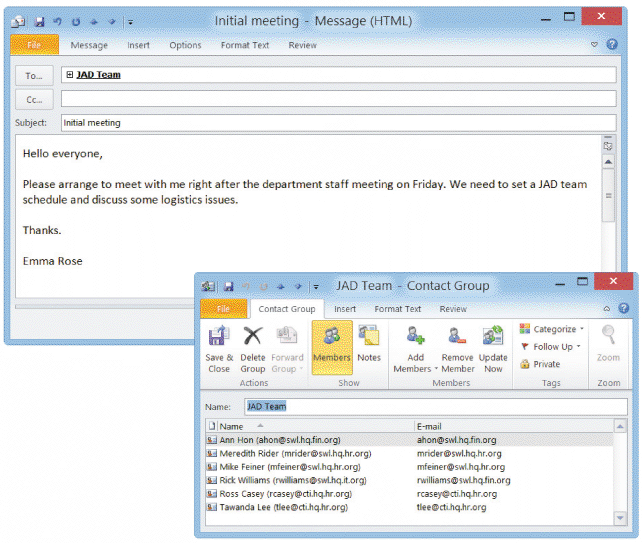 Initial meeting - Message (HTML)
File Message Insert Options Format Text Review
To... JAD Team
Cc...
Subject: Initial meeting
Hello everyone,
Please arrange to meet with me right after the department staff meeting on Friday. We need to set a JAD team
schedule and discuss some logistics issues.
Thanks.
Emma Rose
JAD Team - Contact Group
File Contact Group Insert Format Text Review
Save & Close
Delete Group
Forward Group
Actions
Members
Notes
Show
Add Members
Remove Member
Update Now
Members
Categorize
Follow Up
Private
Tags
Zoom
Zoom
Name: JAD Team
Name E-mail
Ann Hon (ahon@swl.hq.fin.org) ahon@swl.hq.fin.org
Meredith Rider (mrider@swl.hq.hr.org) mrider@swl.hq.hr.org
Mike Feiner (mfeiner@swl.hq.hr.org) mfeiner@swl.hq.hr.org
Rick Williams (rwilliams@swl.hq.it.org) rwilliams@swl.hq.fin.org
Ross Casey (rcasey@cti.hq.hr.org) rcasey@cti.hq.hr.org
Tawanda Lee (tlee@cti.hq.hr.org) tlee@cti.hq.hr.org